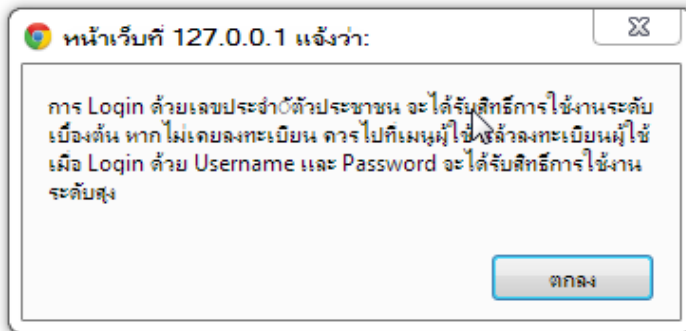 หน้าเว็บที่ 127.0.0.1 แจ้งว่า:
การ Login ด้วยเลขประจำัตัวประชาชน จะได้รับสิทธิ์การใช้งานระดับ
เบื้องต้น หากไม่เคยลงทะเบียน ควรไปที่เมนูผู้ใช้ แล้วลงทะเบียนผู้ใช้
เมื่อ Login ด้วย Username และ Password จะได้รับสิทธิ์การใช้งาน
ระดับสุง
ตกลง